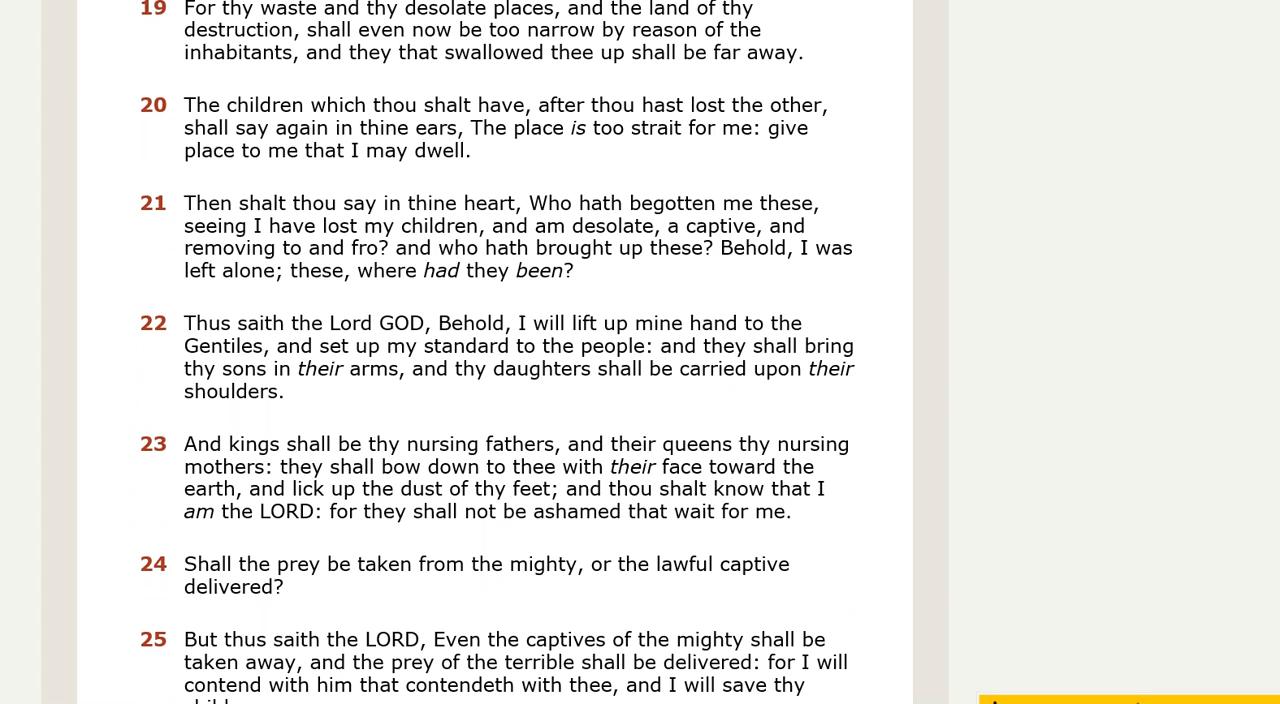 19 For thy waste and thy desolate places, and the land of thy
destruction, shall even now be too narrow by reason of the
inhabitants, and they that swallowed thee up shall be far away.
20 The children which thou shalt have, after thou hast lost the other,
shall say again in thine ears, The place is too strait for me: give
place to me that I may dwell.
21 Then shalt thou say in thine heart, Who hath begotten me these,
seeing I have lost my children, and am desolate, a captive, and
removing to and fro? and who hath brought up these? Behold, I was
left alone; these, where had they been?
22 Thus saith the Lord GOD, Behold, I will lift up mine hand to the
Gentiles, and set up my standard to the people: and they shall bring
thy sons in their arms, and thy daughters shall be carried upon their
shoulders.
23 And kings shall be thy nursing fathers, and their queens thy nursing
mothers: they shall bow down to thee with their face toward the
earth, and lick up the dust of thy feet; and thou shalt know that I
am the LORD: for they shall not be ashamed that wait for me.
24 Shall the prey be taken from the mighty, or the lawful captive
delivered?
25 But thus saith the LORD, Even the captives of the mighty shall be
taken away, and the prey of the terrible shall be delivered: for I will
contend with him that contendeth with thee, and I will save thy